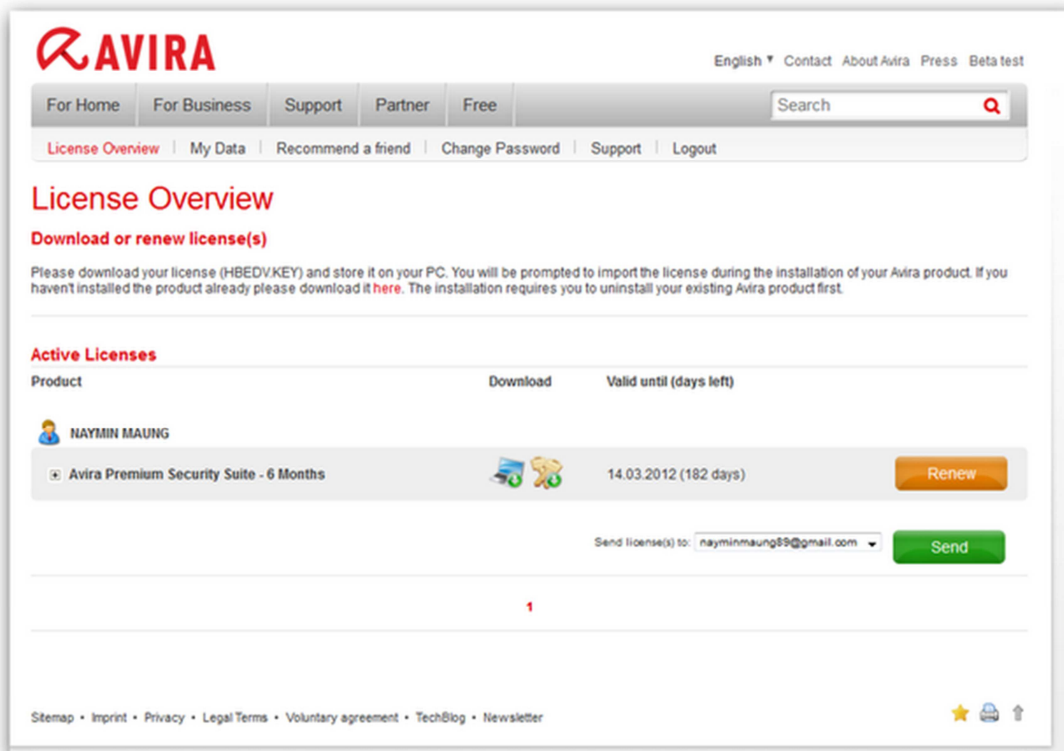 AVIRA
English Contact About Avira Press Beta test
For Home For Business Support Partner Free Search
License Overview My Data Recommend a friend Change Password Support Logout
License Overview
Download or renew license(s)
Please download your license (HBEDV.KEY) and store it on your PC. You will be prompted to import the license during the installation of your Avira product. If you
haven't installed the product already please download it here. The installation requires you to uninstall your existing Avira product first.
Active Licenses
Product Download Valid until (days left)
NAYMIN MAUNG
Avira Premium Security Suite - 6 Months 14.03.2012 (182 days) Renew
Send license(s) to: nayminmaung89@gmail.com Send
1
Sitemap • Imprint • Privacy • Legal Terms • Voluntary agreement • TechBlog • Newsletter